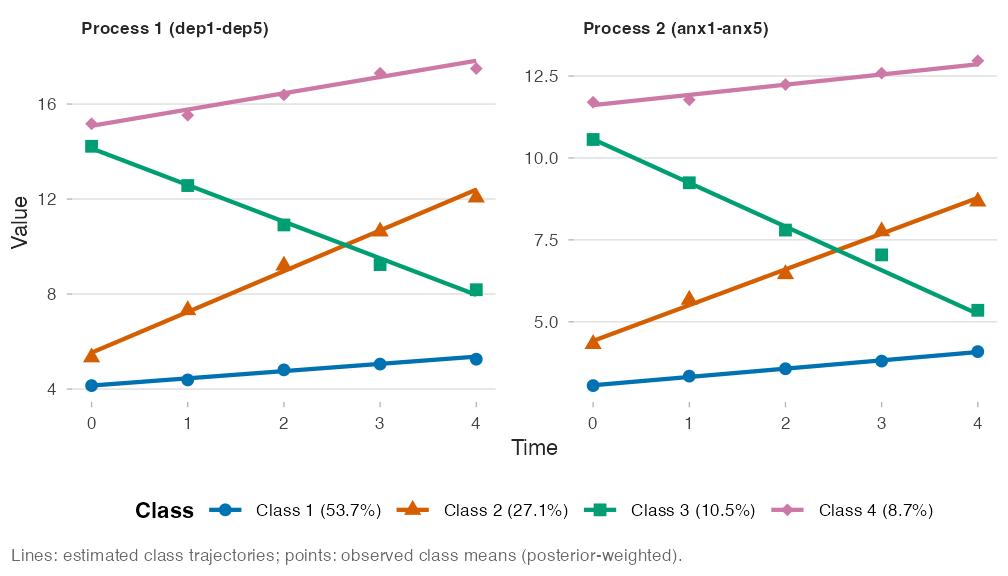 Process 1 (dep1-dep5)
Process 2 (anx1-anx5)
Value
16
12
8
4
12.5
10.0
7.5
5.0
0 1 2 3 4
0 1 2 3 4
Time
Class
Class 1 (53.7%)
Class 2 (27.1%)
Class 3 (10.5%)
Class 4 (8.7%)
Lines: estimated class trajectories; points: observed class means (posterior-weighted).